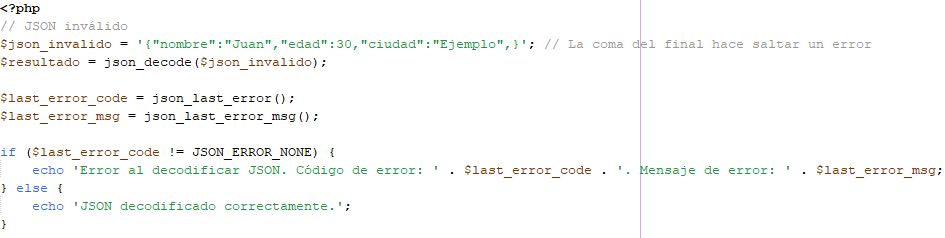 <?php
// JSON inválido
$json_invalido = '{"nombre":"Juan","edad":30,"ciudad":"Ejemplo",}'; // La coma del final hace saltar un error
$resultado = json_decode($json_invalido);
$last_error_code = json_last_error();
$last_error_msg = json_last_error_msg();
if ($last_error_code != JSON_ERROR_NONE) {
    echo 'Error al decodificar JSON. Código de error: ' . $last_error_code . '. Mensaje de error: ' . $last_error_msg;
} else {
    echo 'JSON decodificado correctamente.';
}